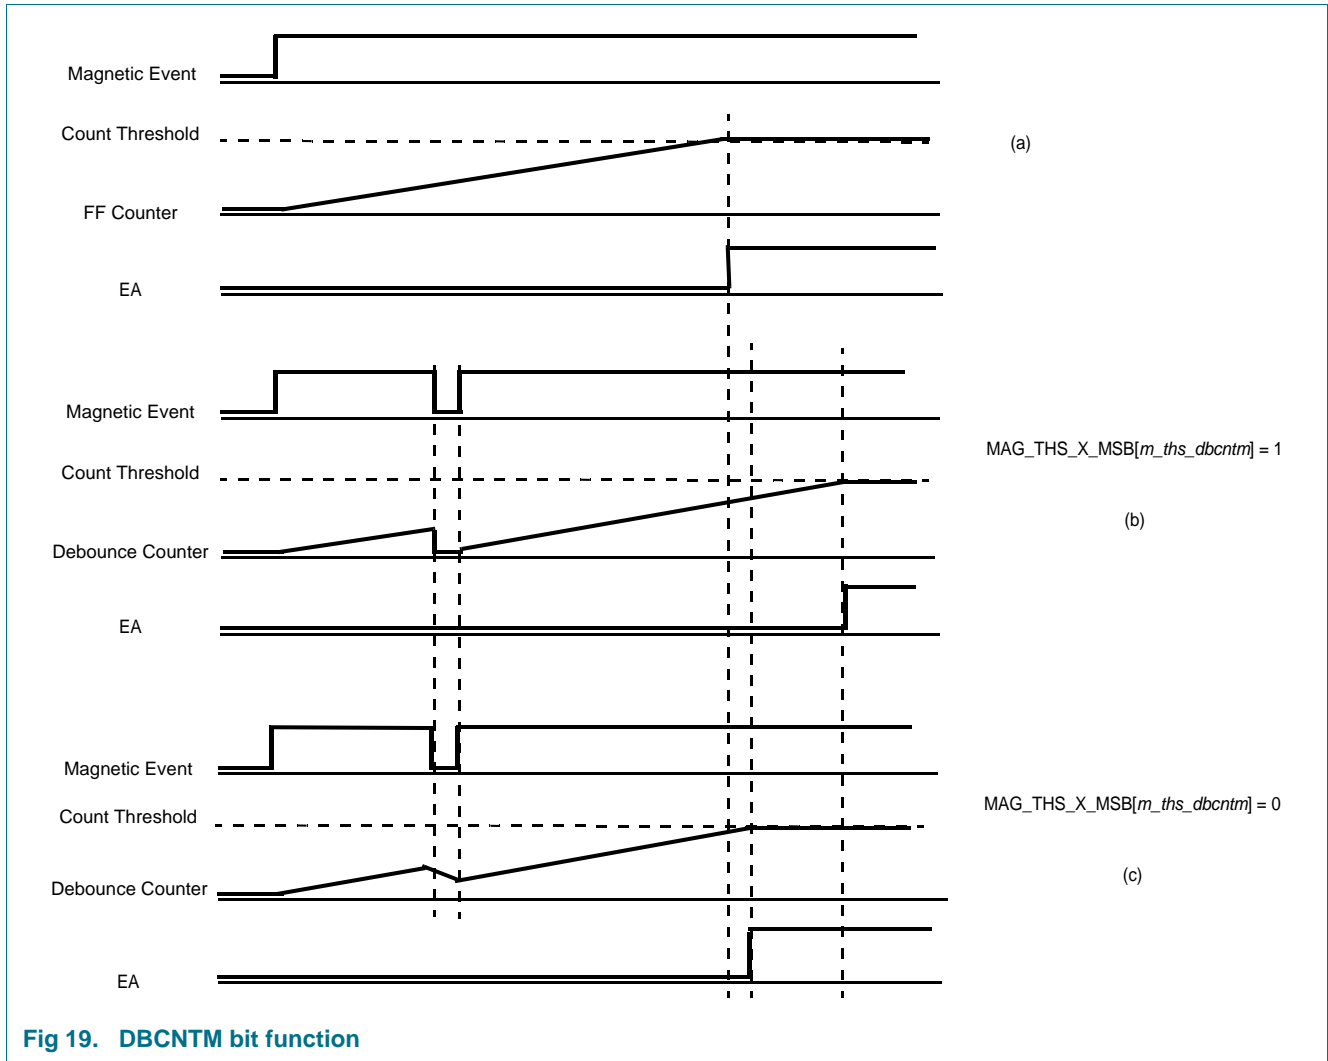 Magnetic Event
Count Threshold
(a)
FF Counter
EA
Magnetic Event
MAG_THS_X_MSB[m_ths_dbcntm] = 1
Count Threshold
(b)
Debounce Counter
EA
Magnetic Event
MAG_THS_X_MSB[m_ths_dbcntm] = 0
Count Threshold
(c)
Debounce Counter
EA
Fig 19. DBCNTM bit function